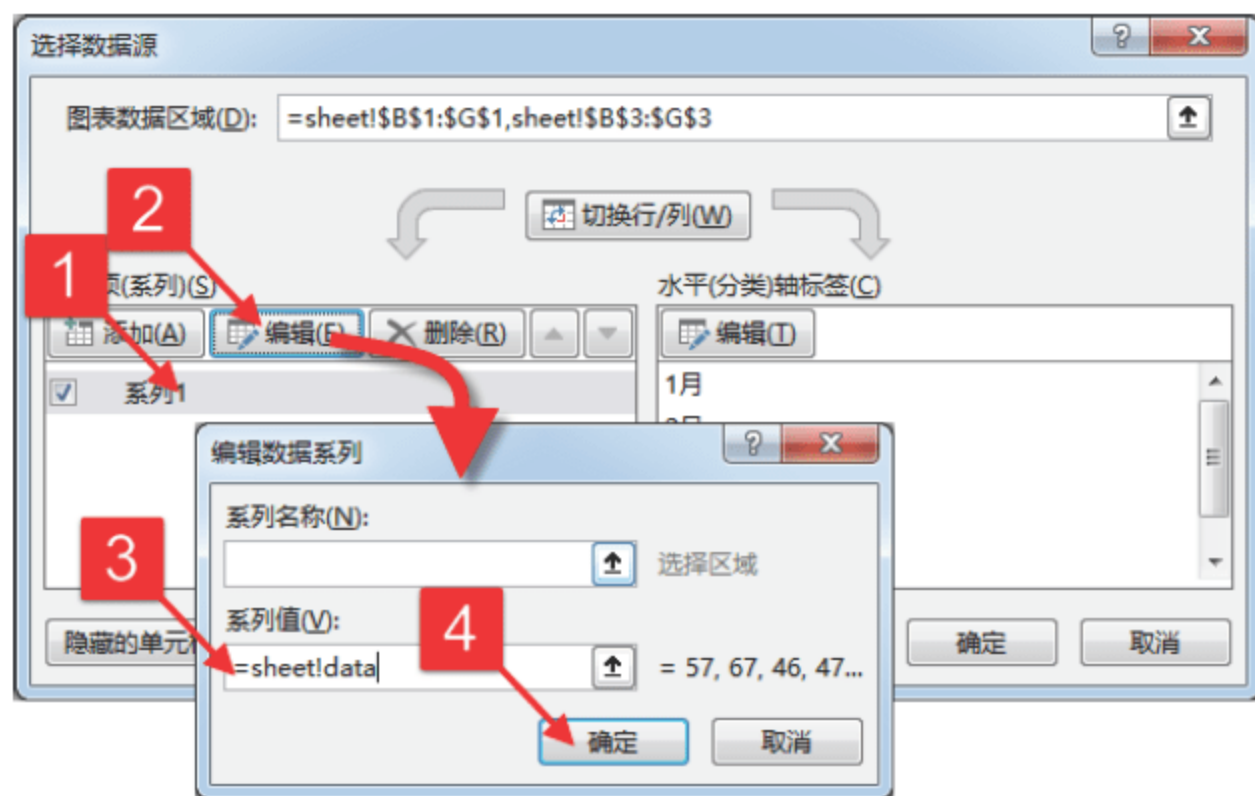 选择数据源
图表数据区域(D):
=sheet!$B$1:$G$1,sheet!$B$3:$G$3
2
切换行/列(W)
1
项(系列)(S)
水平(分类)轴标签(C)
添加(A)
编辑(E)
删除(R)
编辑(T)
系列1
1月
编辑数据系列
系列名称(N):
3
选择区域
系列值(V):
4
隐藏的单元
=sheet!data
= 57, 67, 46, 47...
确定
取消
确定
取消